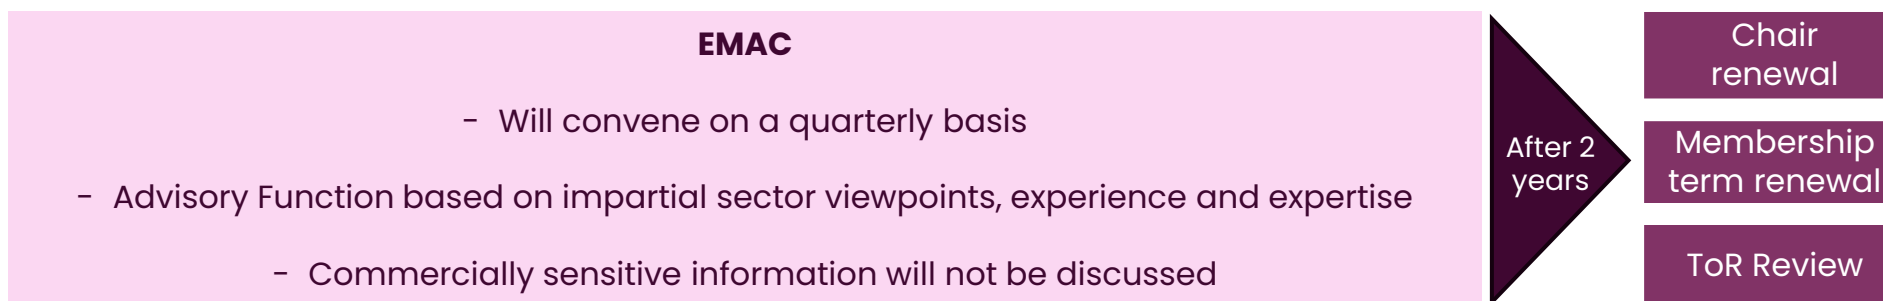 EMAC
- Will convene on a quarterly basis
- Advisory Function based on impartial sector viewpoints, experience and expertise
- Commercially sensitive information will not be discussed
After 2
years
Chair
renewal
Membership
term renewal
ToR Review